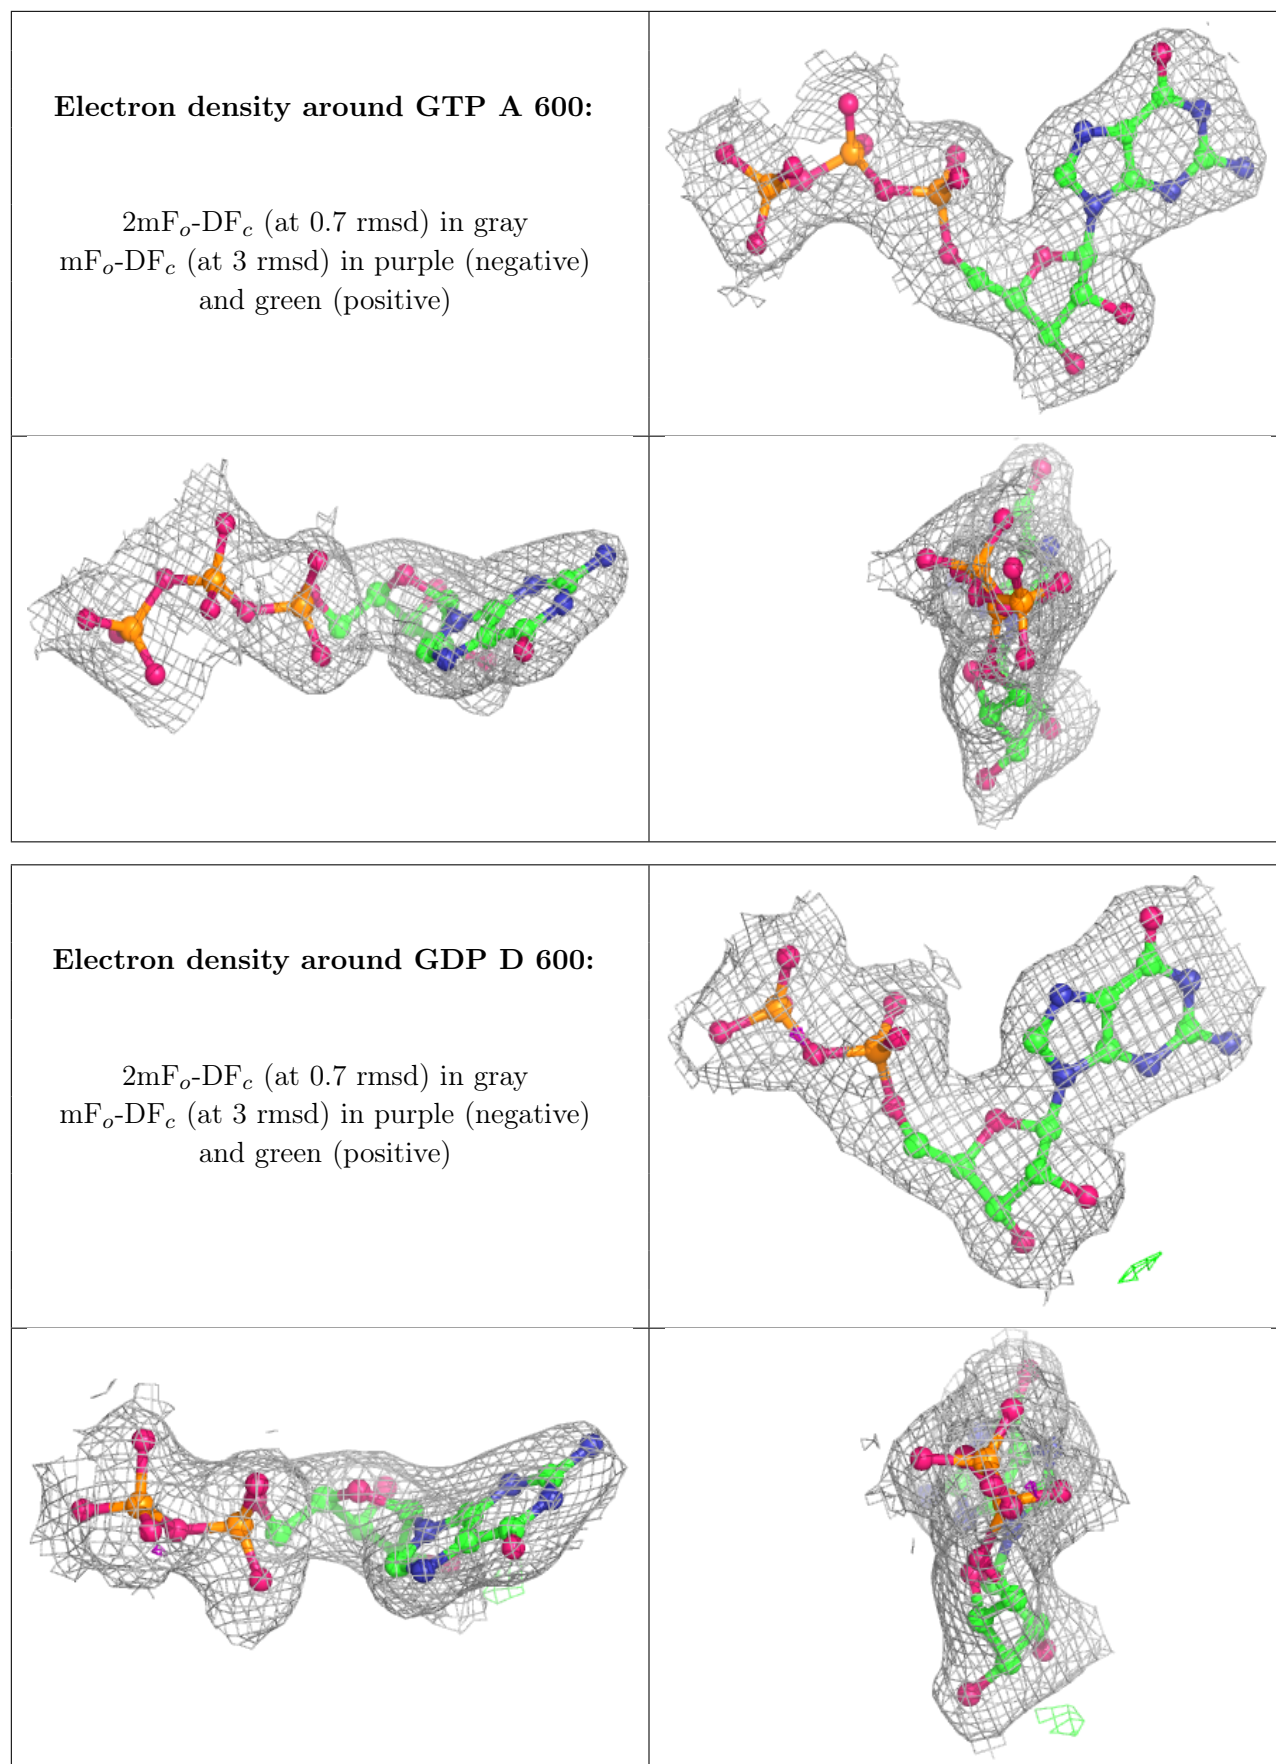 Electron density around GTP A 600:
2mFo-DFc (at 0.7 rmsd) in gray
mFo-DFc (at 3 rmsd) in purple (negative)
and green (positive)
Electron density around GDP D 600:
2mFo-DFc (at 0.7 rmsd) in gray
mFo-DFc (at 3 rmsd) in purple (negative)
and green (positive)